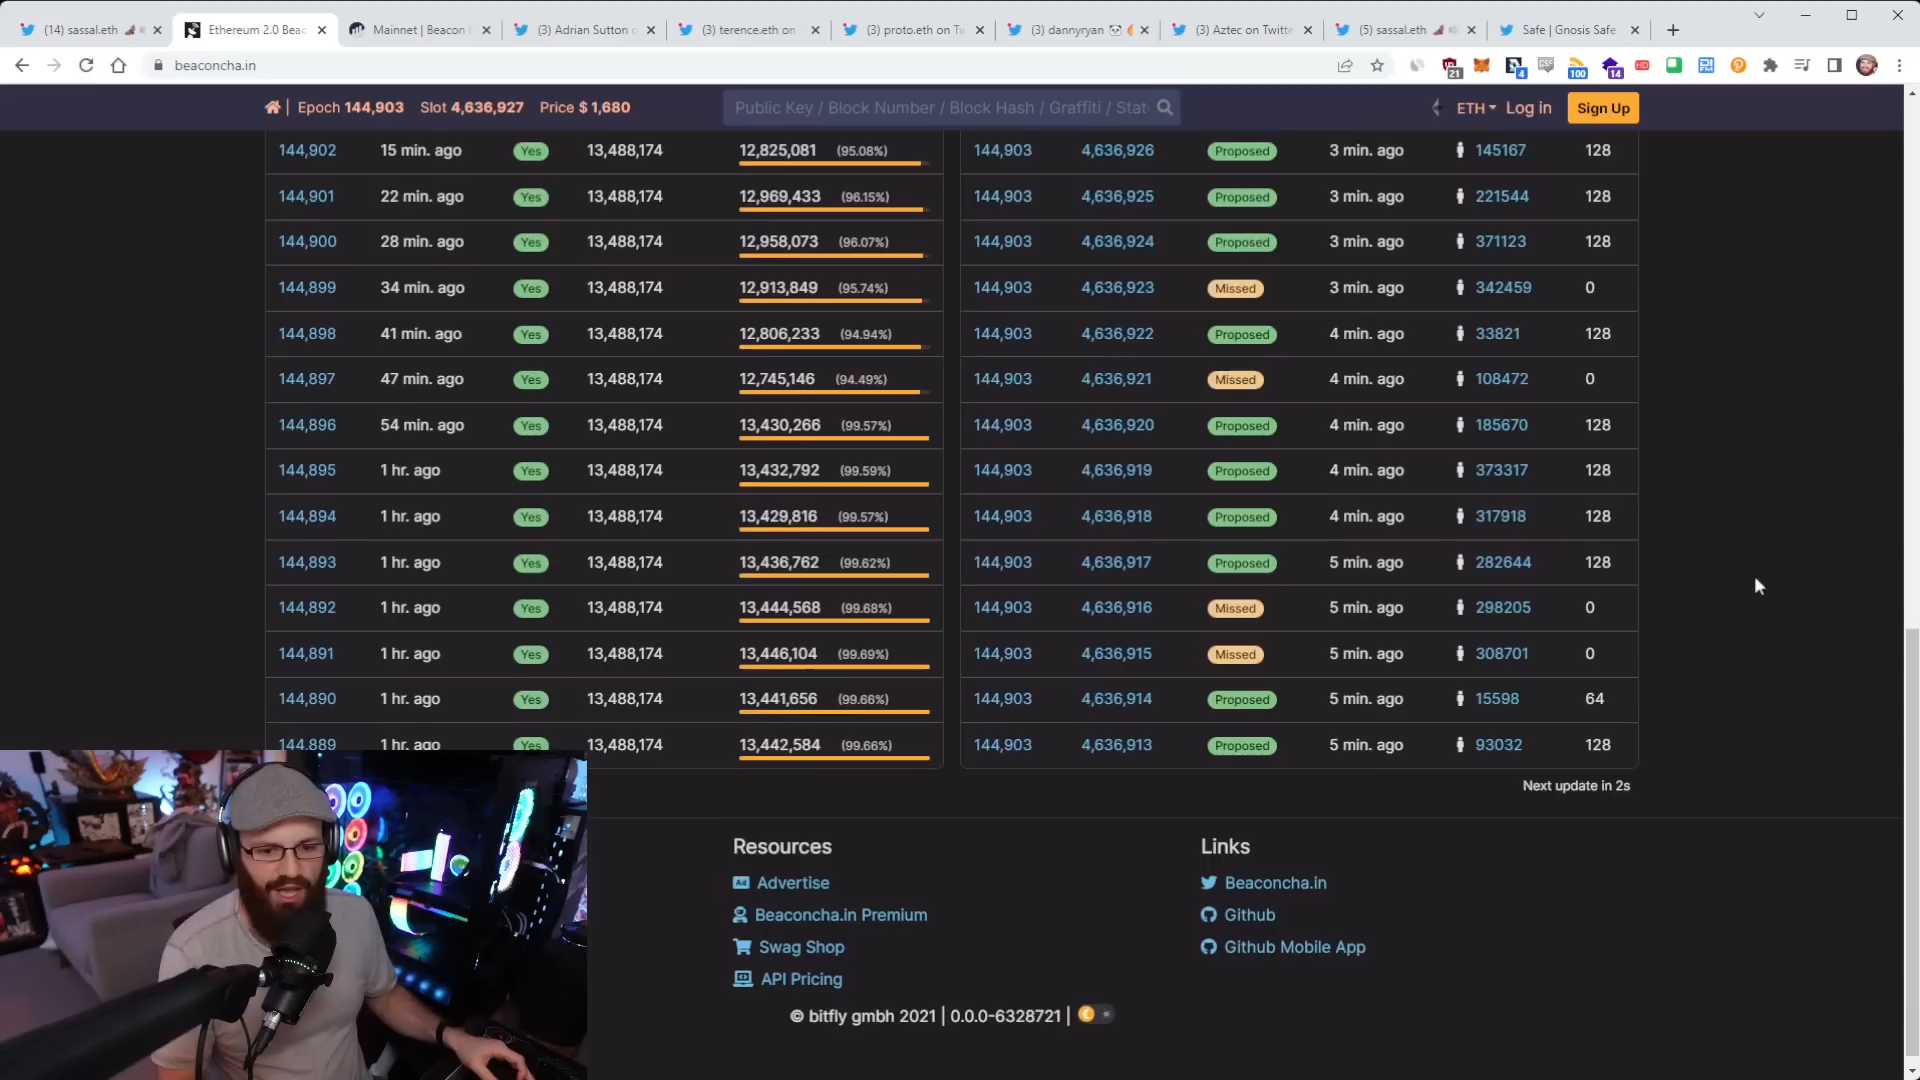 (14) sassal.eth
Ethereum 2.0 Beac
Mainnet | Beacon
(3) Adrian Sutton
(3) terence.eth on
(3) proto.eth on Tw
(3) dannyryan
(3) Aztec on Twitte
(5) sassal.eth
Safe | Gnosis Safe
beaconcha.in
21
4
100
14
Epoch 144,903 Slot 4,636,927 Price $ 1,680
Public Key / Block Number / Block Hash / Graffiti / Stat
ETH
Log in
Sign Up
144,902 15 min. ago Yes 13,488,174 12,825,081 (95.08%)
144,901 22 min. ago Yes 13,488,174 12,969,433 (96.15%)
144,900 28 min. ago Yes 13,488,174 12,958,073 (96.07%)
144,899 34 min. ago Yes 13,488,174 12,913,849 (95.74%)
144,898 41 min. ago Yes 13,488,174 12,806,233 (94.94%)
144,897 47 min. ago Yes 13,488,174 12,745,146 (94.49%)
144,896 54 min. ago Yes 13,488,174 13,430,266 (99.57%)
144,895 1 hr. ago Yes 13,488,174 13,432,792 (99.59%)
144,894 1 hr. ago Yes 13,488,174 13,429,816 (99.57%)
144,893 1 hr. ago Yes 13,488,174 13,436,762 (99.62%)
144,892 1 hr. ago Yes 13,488,174 13,444,568 (99.68%)
144,891 1 hr. ago Yes 13,488,174 13,446,104 (99.69%)
144,890 1 hr. ago Yes 13,488,174 13,441,656 (99.66%)
144,889 1 hr. ago Yes 13,488,174 13,442,584 (99.66%)
144,903 4,636,926 Proposed 3 min. ago 145167 128
144,903 4,636,925 Proposed 3 min. ago 221544 128
144,903 4,636,924 Proposed 3 min. ago 371123 128
144,903 4,636,923 Missed 3 min. ago 342459 0
144,903 4,636,922 Proposed 4 min. ago 33821 128
144,903 4,636,921 Missed 4 min. ago 108472 0
144,903 4,636,920 Proposed 4 min. ago 185670 128
144,903 4,636,919 Proposed 4 min. ago 373317 128
144,903 4,636,918 Proposed 4 min. ago 317918 128
144,903 4,636,917 Proposed 5 min. ago 282644 128
144,903 4,636,916 Missed 5 min. ago 298205 0
144,903 4,636,915 Missed 5 min. ago 308701 0
144,903 4,636,914 Proposed 5 min. ago 15598 64
144,903 4,636,913 Proposed 5 min. ago 93032 128
Next update in 2s
Resources
Advertise
Beaconcha.in Premium
Swag Shop
API Pricing
Links
Beaconcha.in
Github
Github Mobile App
© bitfly gmbh 2021 | 0.0.0-6328721 |